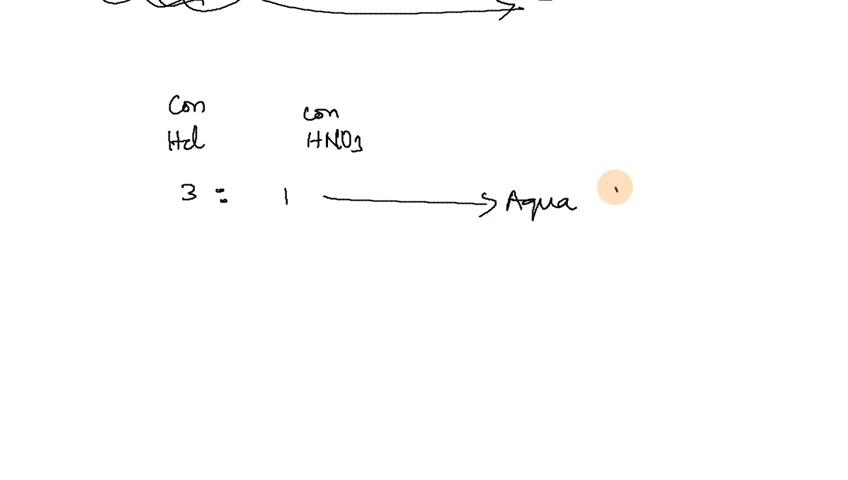 Con con
Hcl HNO3
3 : 1 → Aqua